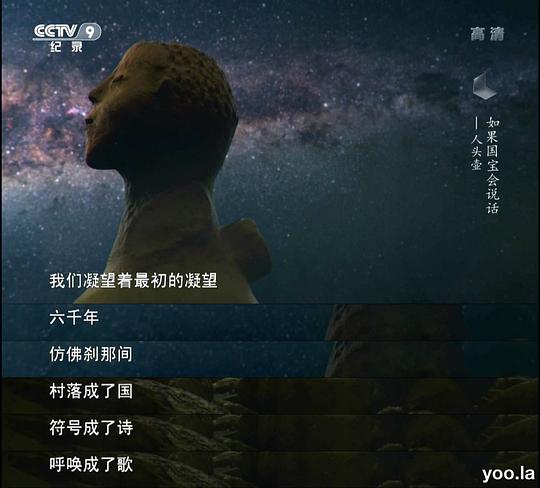 CCTV 9
纪录
高清
如果国宝会说话
—人头壶
我们凝望着最初的凝望
六千年
仿佛刹那间
村落成了国
符号成了诗
呼唤成了歌
yoo.la